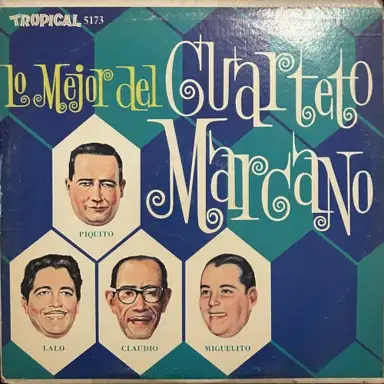 TROPICAL 5173
Lo Mejor del Cuarteto
Marcano
PIQUITO
LALO
CLAUDIO
MIGUELITO